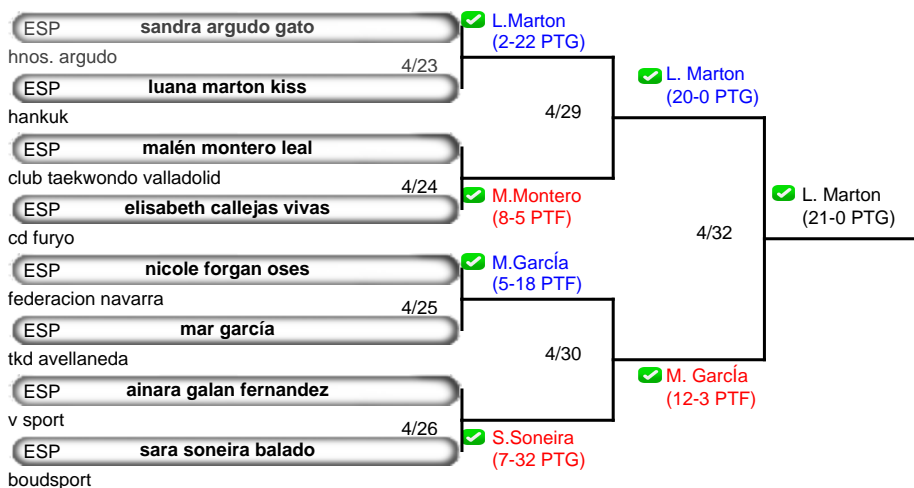 ESP sandra argudo gato
hnos. argudo
4/23
ESP luana marton kiss
hankuk
L.Marton
(2-22 PTG)
ESP malén montero leal
club taekwondo valladolid
4/24
ESP elisabeth callejas vivas
cd furyo
M.Montero
(8-5 PTF)
4/29
L. Marton
(20-0 PTG)
ESP nicole forgan oses
federacion navarra
4/25
ESP mar garcía
tkd avellaneda
M.GarcÍa
(5-18 PTF)
ESP ainara galan fernandez
v sport
4/26
ESP sara soneira balado
boudsport
S.Soneira
(7-32 PTG)
4/30
M. GarcÍa
(12-3 PTF)
4/32
L. Marton
(21-0 PTG)